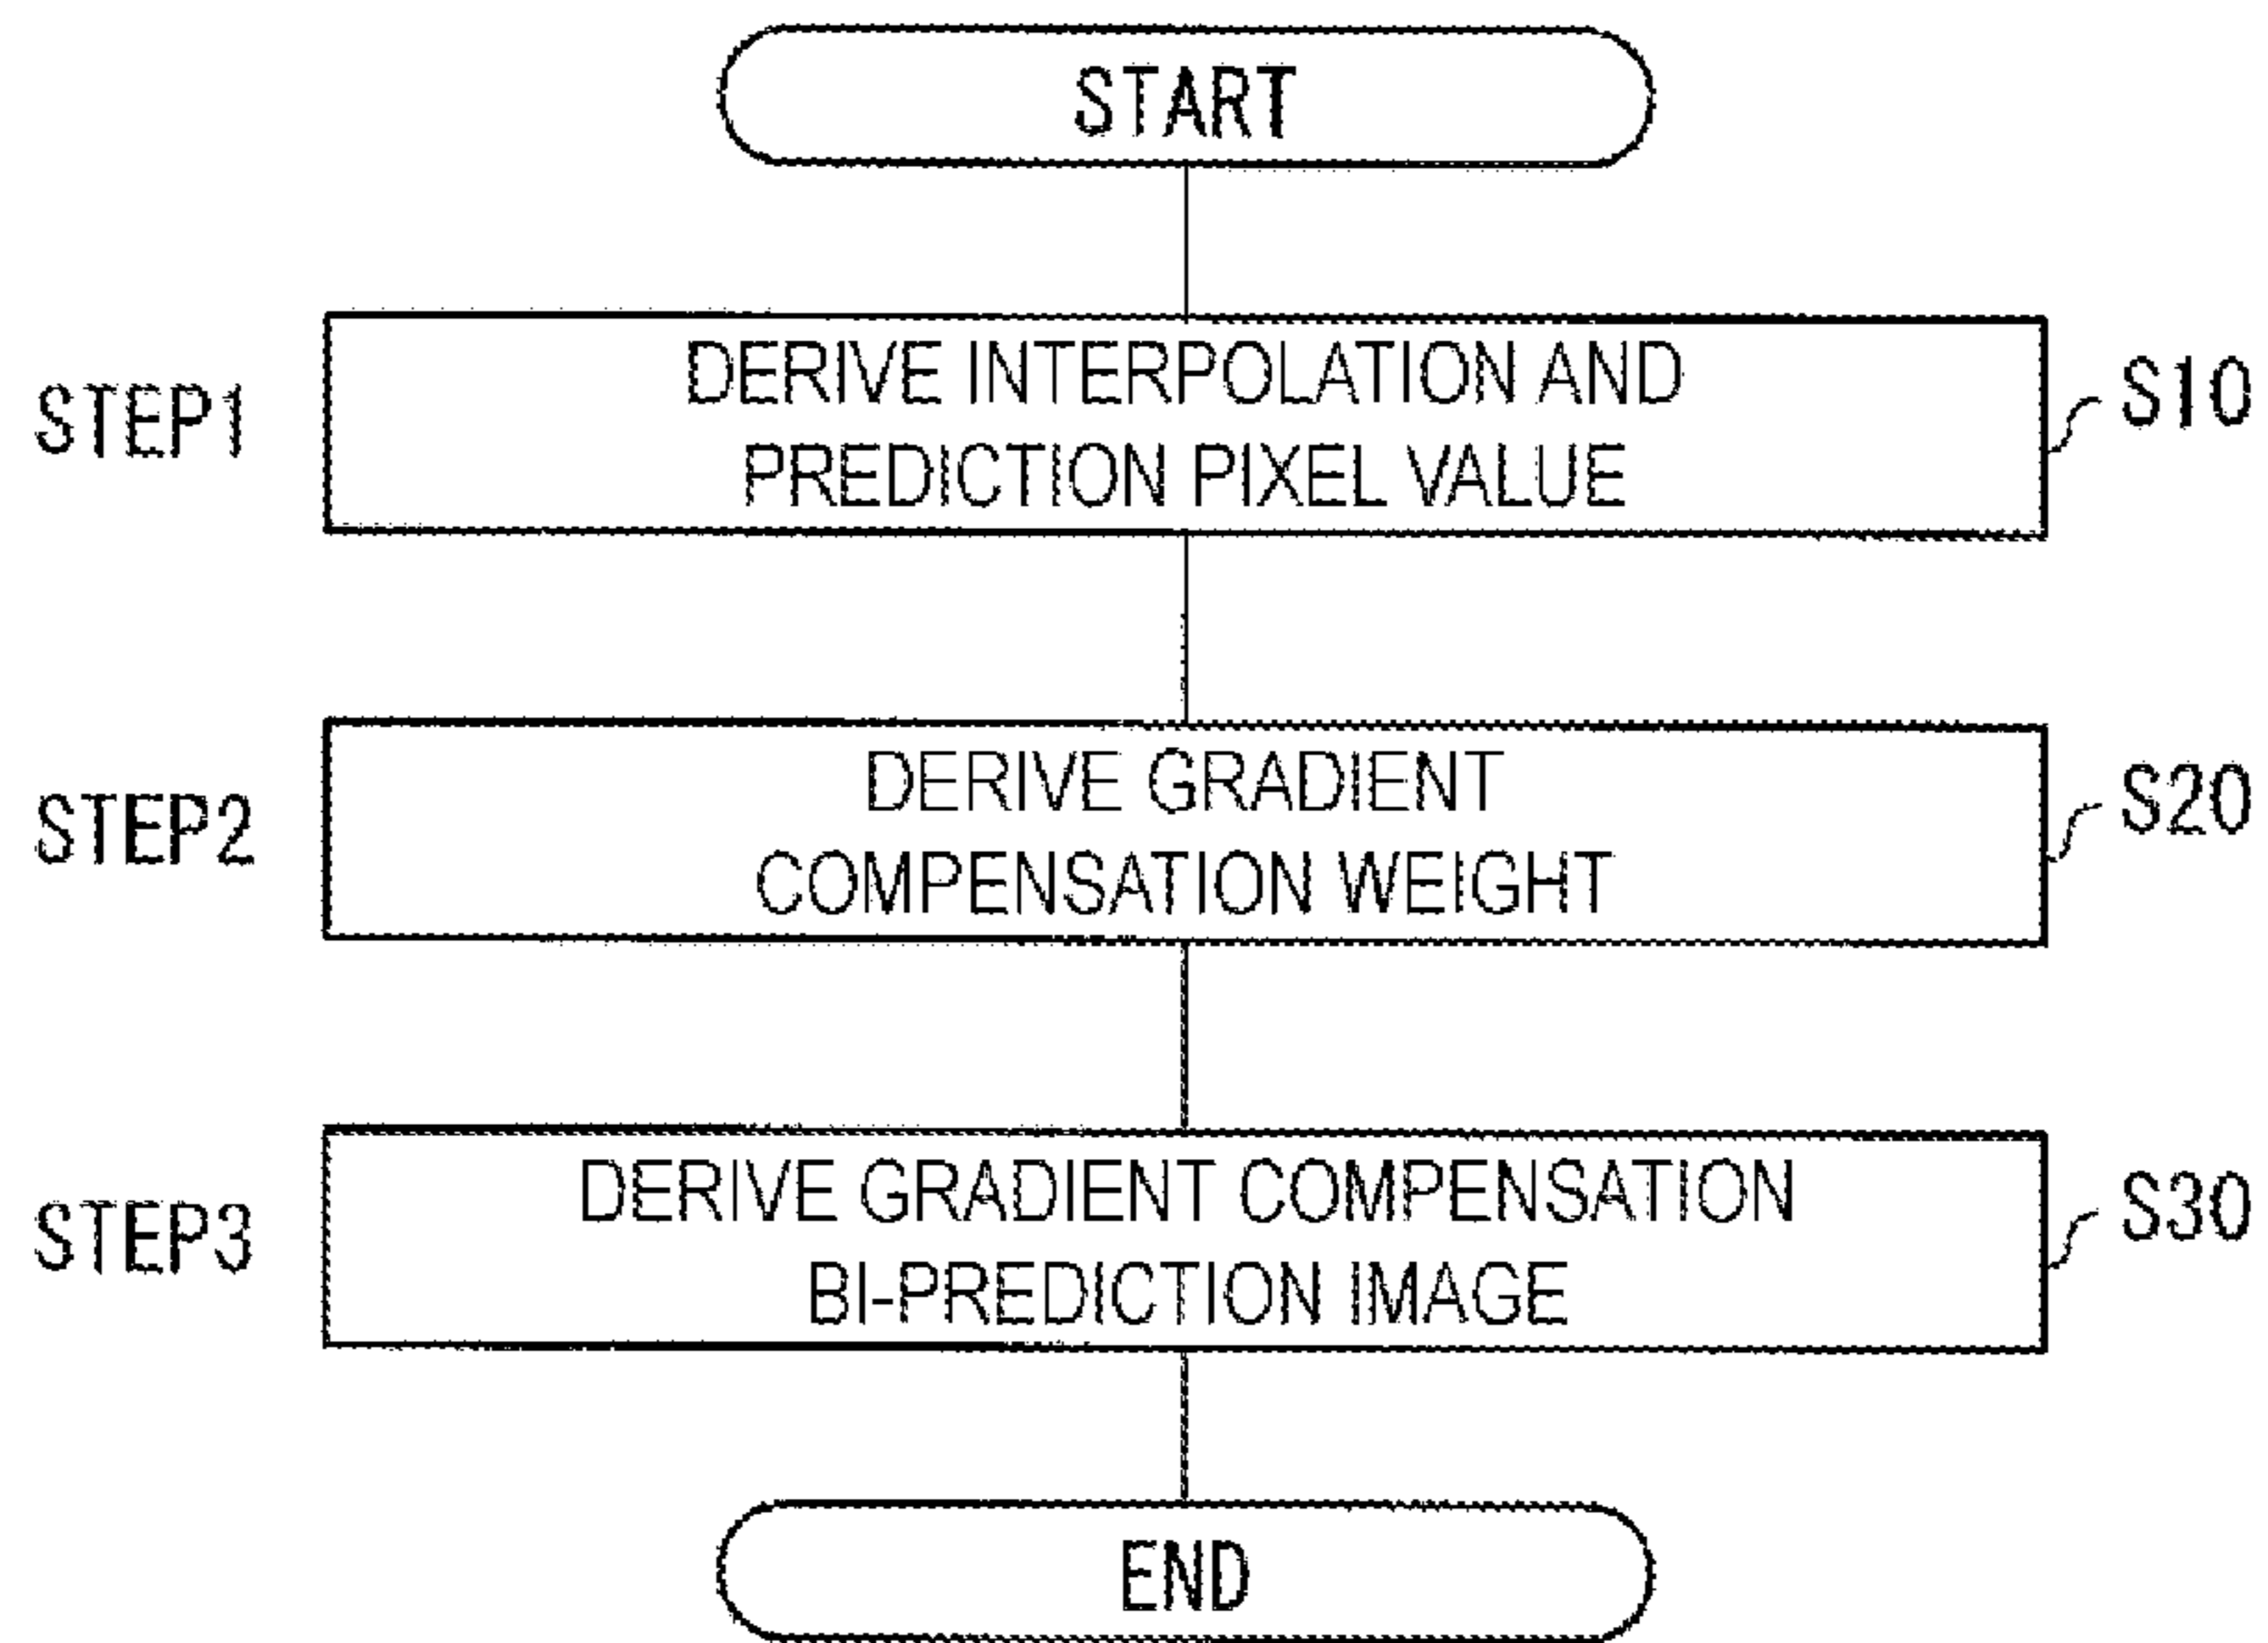 START
STEP1
DERIVE INTERPOLATION AND
PREDICTION PIXEL VALUE
S10
STEP2
DERIVE GRADIENT
COMPENSATION WEIGHT
S20
STEP3
DERIVE GRADIENT COMPENSATION
BI-PREDICTION IMAGE
S30
END